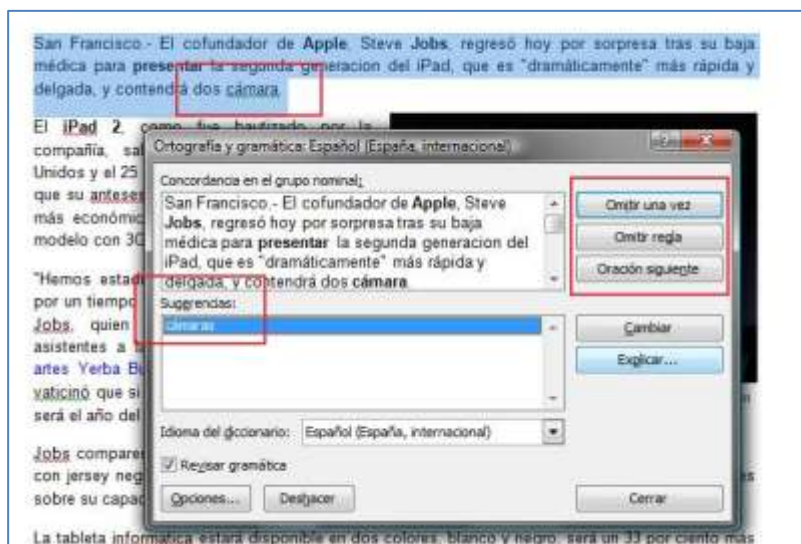 San Francisco.- El cofundador de Apple, Steve Jobs, regresó hoy por sorpresa tras su baja
médica para presentar la segunda generacion del iPad, que es "dramáticamente" más rápida y
delgada, y contendrá dos cámara.
El iPad 2, como fue bautizado por la
compañía, sal
Unidos y el 25
que su anteses
más económic
modelo con 3G
"Hemos estad
por un tiempo
Jobs, quien
asistentes a l
artes Yerba Bu
vaticinó que si
será el año del
Jobs compare
con jersey neg
sobre su capac
La tableta informática estará disponible en dos colores, blanco y negro, será un 33 por ciento más
Ortografía y gramática: Español (España, internacional)
Concordancia en el grupo nominal:
San Francisco.- El cofundador de Apple, Steve
Jobs, regresó hoy por sorpresa tras su baja
médica para presentar la segunda generacion del
iPad, que es "dramáticamente" más rápida y
delgada, y contendrá dos cámara.
Omitir una vez
Omitir regla
Oración siguiente
Sugerencias:
cámaras
Cambiar
Explicar...
Idioma del diccionario: Español (España, internacional)
Revisar gramática
Opciones... Deshacer Cerrar